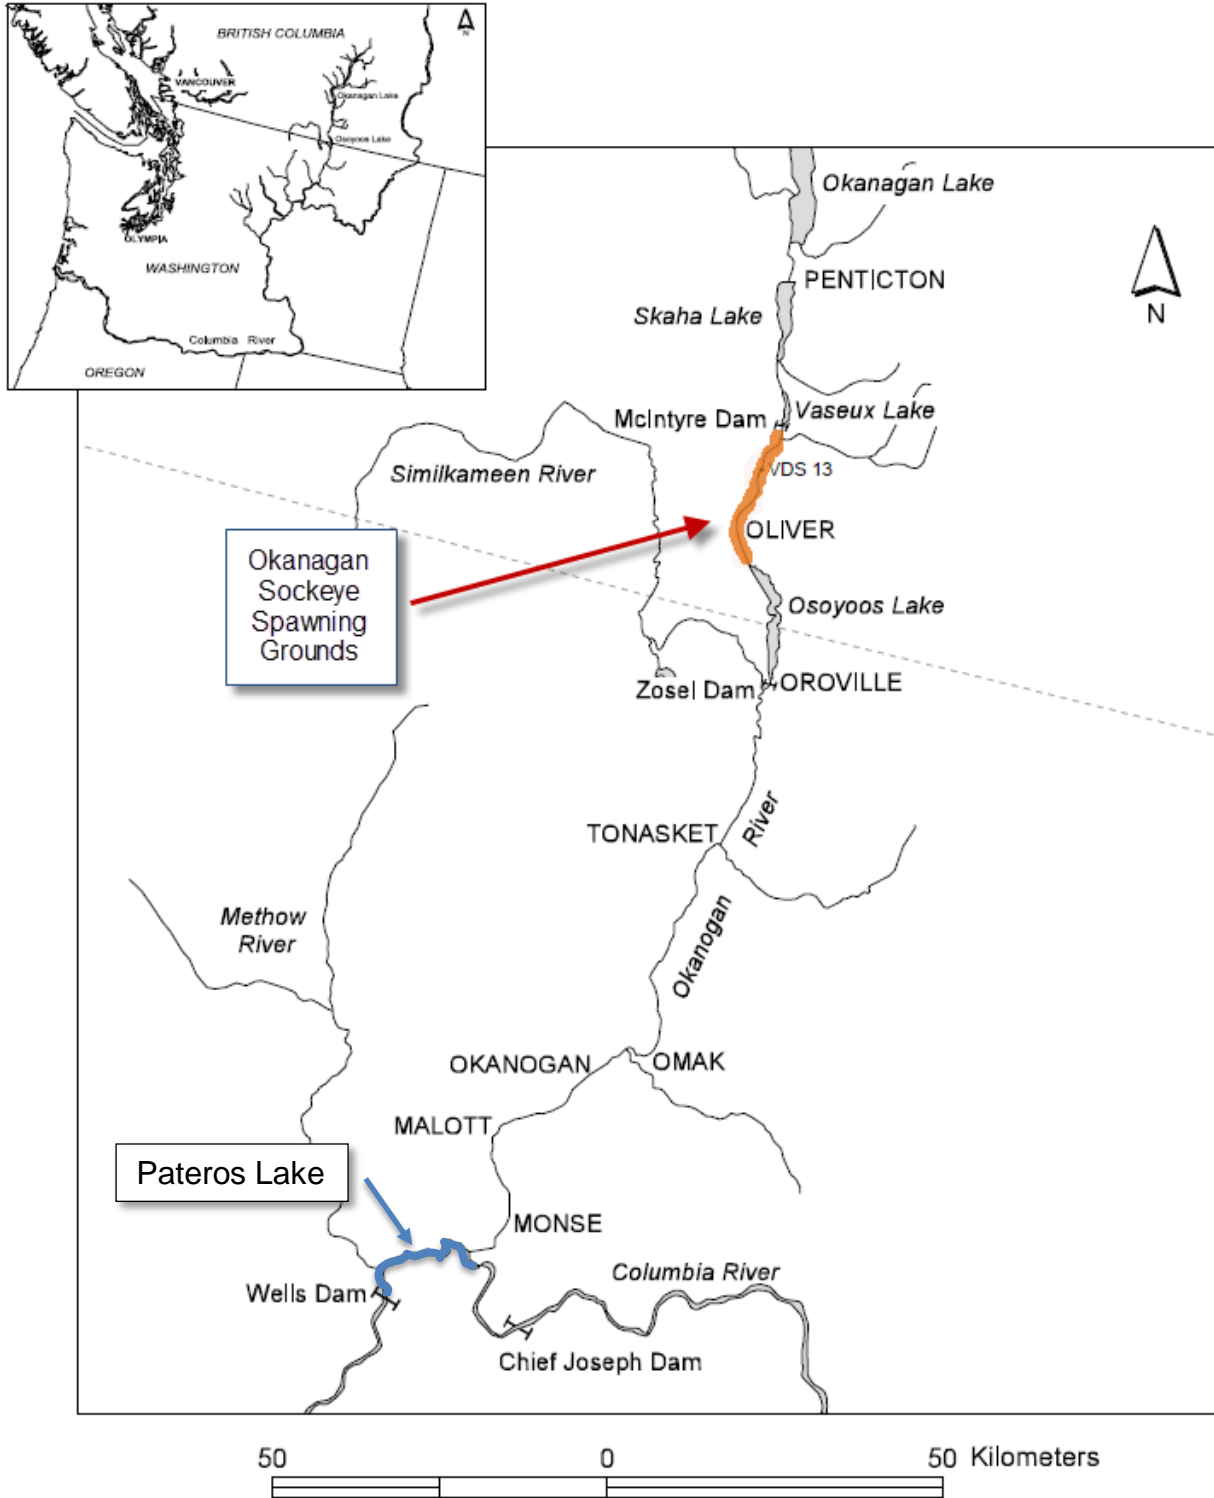 BRITISH COLUMBIA
N
VANCOUVER
Okanagan Lake
Osoyoos Lake
OLYMPIA
WASHINGTON
Columbia River
OREGON
Okanagan Lake
PENTICTON
N
Skaha Lake
McIntyre Dam
Vaseux Lake
Similkameen River
VDS 13
OLIVER
Okanagan
Sockeye
Spawning
Grounds
Osoyoos Lake
Zosel Dam
OROVILLE
TONASKET
River
Okanogan
Methow
River
OKANOGAN
OMAK
MALOTT
Pateros Lake
MONSE
Columbia River
Wells Dam
Chief Joseph Dam
50 0 50 Kilometers